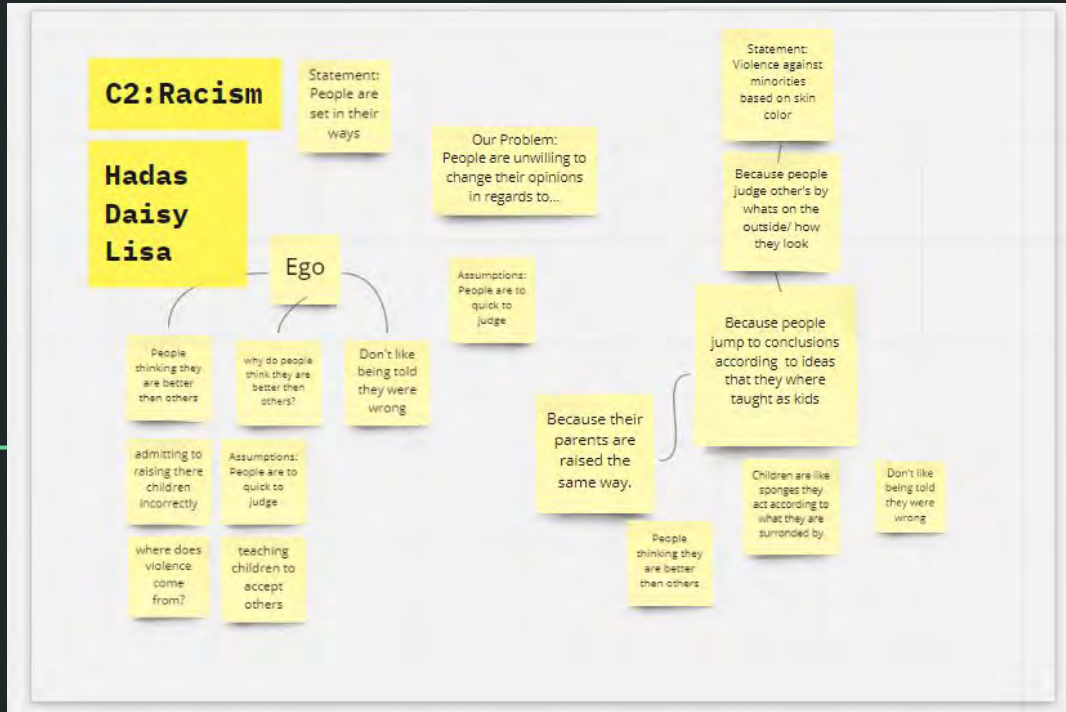 C2:Racism
Statement:
People are
set in their
ways
Hadas
Daisy
Lisa
Our Problem:
People are unwilling to
change their opinions
in regards to...
Statement:
Violence against
minorities
based on skin
color
Because people
judge other's by
whats on the
outside/ how
they look
Ego
Assumptions:
People are to
quick to
judge
Because people
jump to conclusions
according to ideas
that they where
taught as kids
People
thinking they
are better
then others
why do people
think they are
better then
others?
Don't like
being told
they were
wrong
Because their
parents are
raised the
same way.
admitting to
raising there
children
incorrectly
Assumptions:
People are to
quick to
judge
Children are like
sponges they
act according to
what they are
surronded by
Don't like
being told
they were
wrong
where does
violence
come
from?
teaching
children to
accept
others
People
thinking they
are better
then others